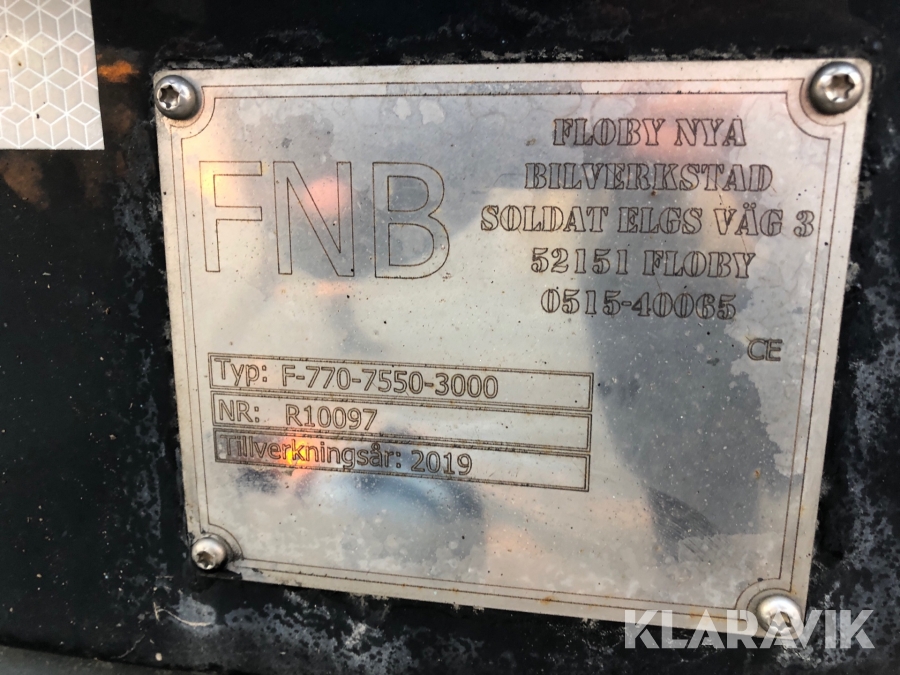 FNB
FLOBY NYA
BILVERKSTAD
SOLDAT ELGS VÄG 3
52151 FLOBY
0515-40065
CE
Typ: F-770-7550-3000
NR: R10097
Tillverkningsår: 2019
KLARAVIK